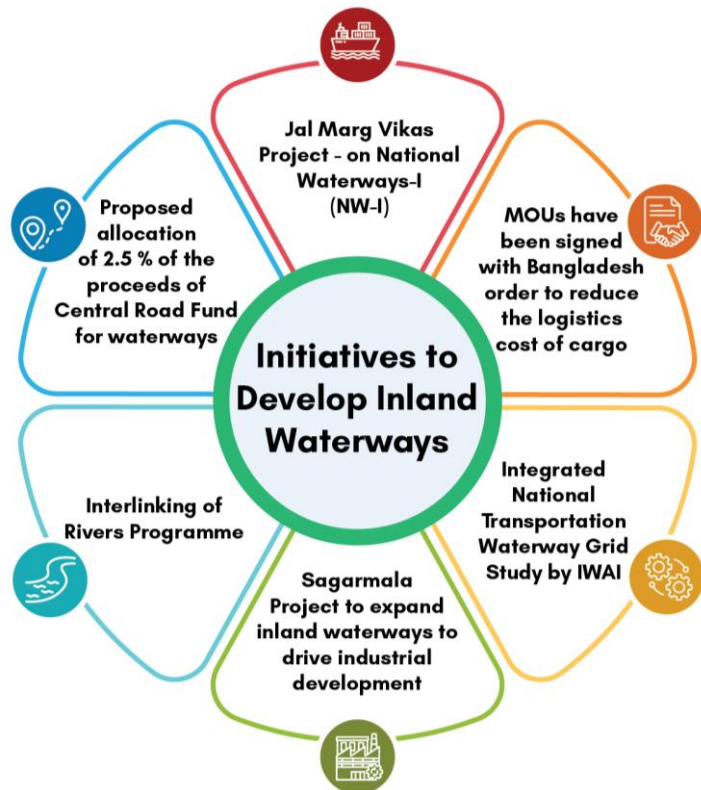 Jal Marg Vikas
Project - on National
Waterways-I
(NW-I)
MOUs have
been signed
with Bangladesh
order to reduce
the logistics
cost of cargo
Integrated
National
Transportation
Waterway Grid
Study by IWAI
Sagarmala
Project to expand
inland waterways to
drive industrial
development
Interlinking of
Rivers Programme
Proposed
allocation
of 2.5 % of the
proceeds of
Central Road Fund
for waterways
Initiatives to
Develop Inland
Waterways